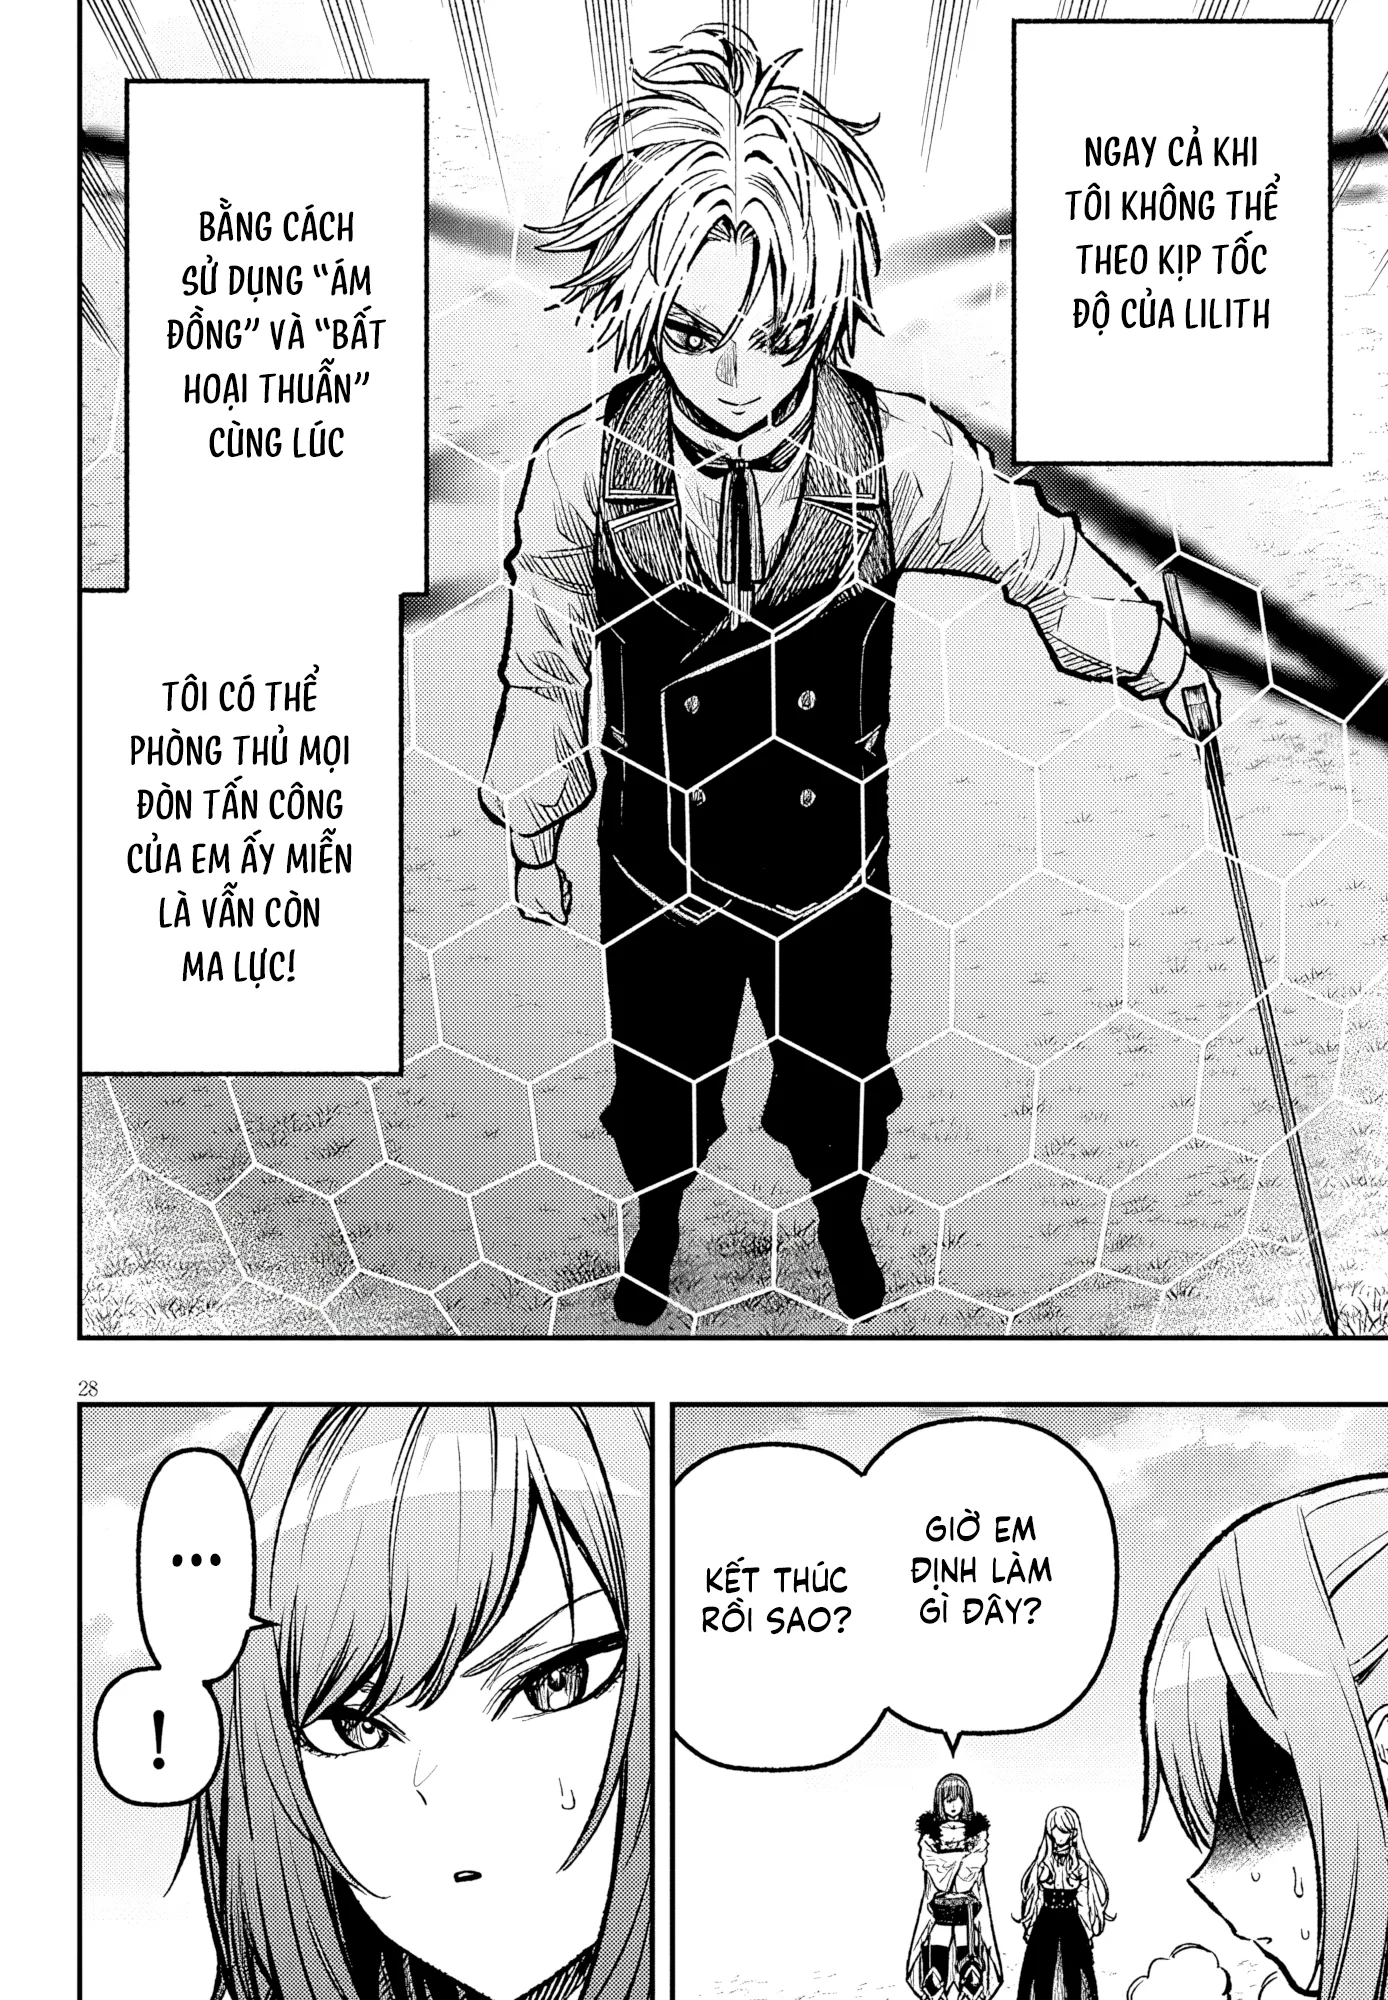 NGAY CẢ KHI
TÔI KHÔNG THỂ
THEO KỊP TỐC
ĐỘ CỦA LILITH
BẰNG CÁCH
SỬ DỤNG "ÁM
ĐỒNG" VÀ "BẤT
HOẠI THUẪN"
CÙNG LÚC
TÔI CÓ THỂ
PHÒNG THỦ MỌI
ĐÒN TẤN CÔNG
CỦA EM ẤY MIỄN
LÀ VẪN CÒN
MA LỰC!
28
GIỜ EM
ĐỊNH LÀM
GÌ ĐÂY?
KẾT THÚC
RỒI SAO?
...
!